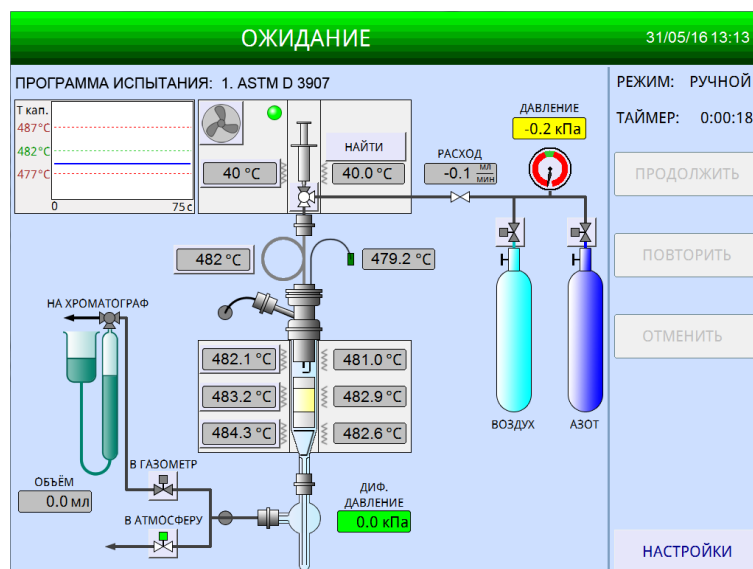 ОЖИДАНИЕ
31/05/16 13:13
ПРОГРАММА ИСПЫТАНИЯ: 1. ASTM D 3907
РЕЖИМ: РУЧНОЙ
ТАЙМЕР: 0:00:18
T кап.
487°C
482°C
477°C
0
75 с
НАЙТИ
40 °C
40.0 °C
ДАВЛЕНИЕ
-0.2 кПа
РАСХОД
-0.1 мл
мин
ПРОДОЛЖИТЬ
482 °C
479.2 °C
ПОВТОРИТЬ
НА ХРОМАТОГРАФ
ОТМЕНИТЬ
482.1 °C
481.0 °C
483.2 °C
482.9 °C
484.3 °C
482.6 °C
ВОЗДУХ
АЗОТ
В ГАЗОМЕТР
ОБЪЁМ
0.0 мл
ДИФ.
ДАВЛЕНИЕ
0.0 кПа
В АТМОСФЕРУ
НАСТРОЙКИ